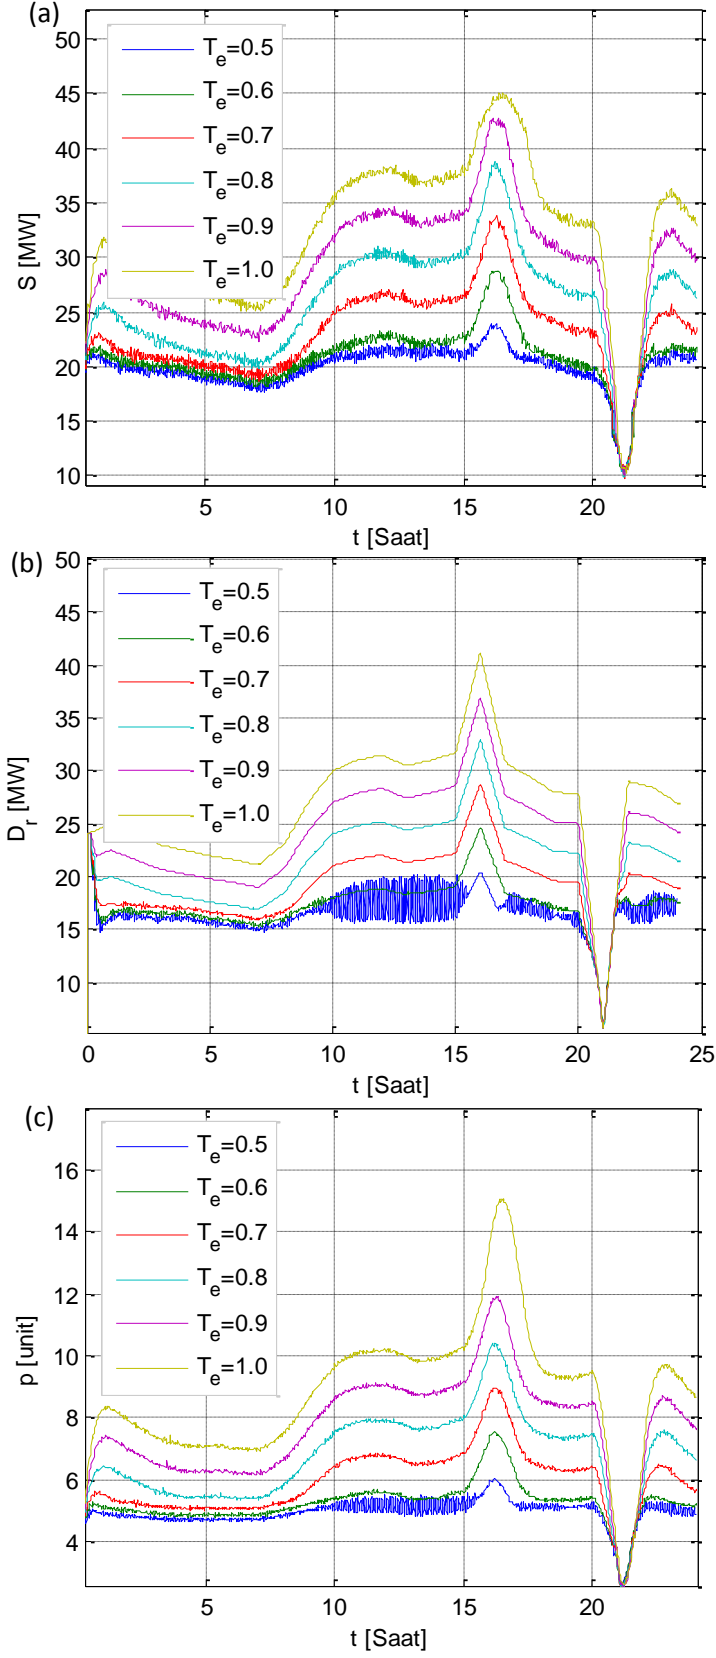 (a)
S [MW]
50
45
40
35
30
25
20
15
10
T_e=0.5
T_e=0.6
T_e=0.7
T_e=0.8
T_e=0.9
T_e=1.0
5 10 15 20
t [Saat]
(b)
D_r [MW]
50
45
40
35
30
25
20
15
10
T_e=0.5
T_e=0.6
T_e=0.7
T_e=0.8
T_e=0.9
T_e=1.0
0 5 10 15 20 25
t [Saat]
(c)
p [unit]
16
14
12
10
8
6
4
T_e=0.5
T_e=0.6
T_e=0.7
T_e=0.8
T_e=0.9
T_e=1.0
5 10 15 20
t [Saat]